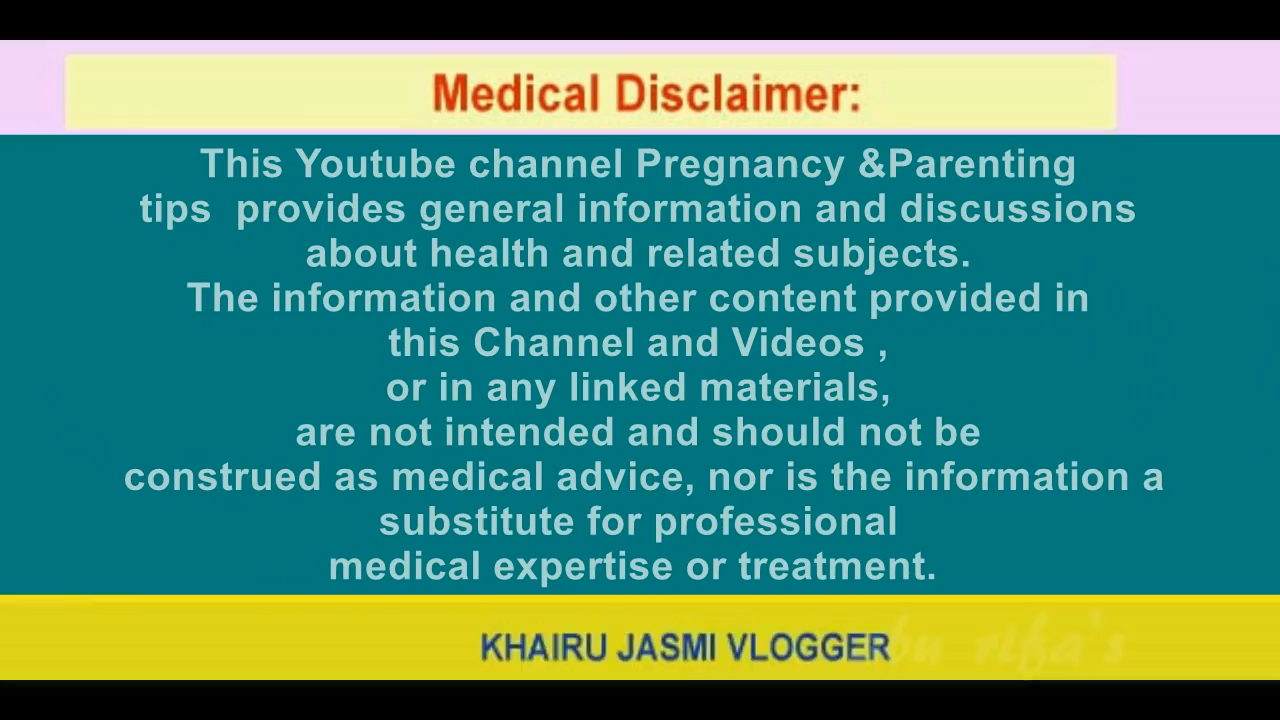 Medical Disclaimer:
This Youtube channel Pregnancy &Parenting
tips provides general information and discussions
about health and related subjects.
The information and other content provided in
this Channel and Videos ,
or in any linked materials,
are not intended and should not be
construed as medical advice, nor is the information a
substitute for professional
medical expertise or treatment.
KHAIRU JASMI VLOGGER